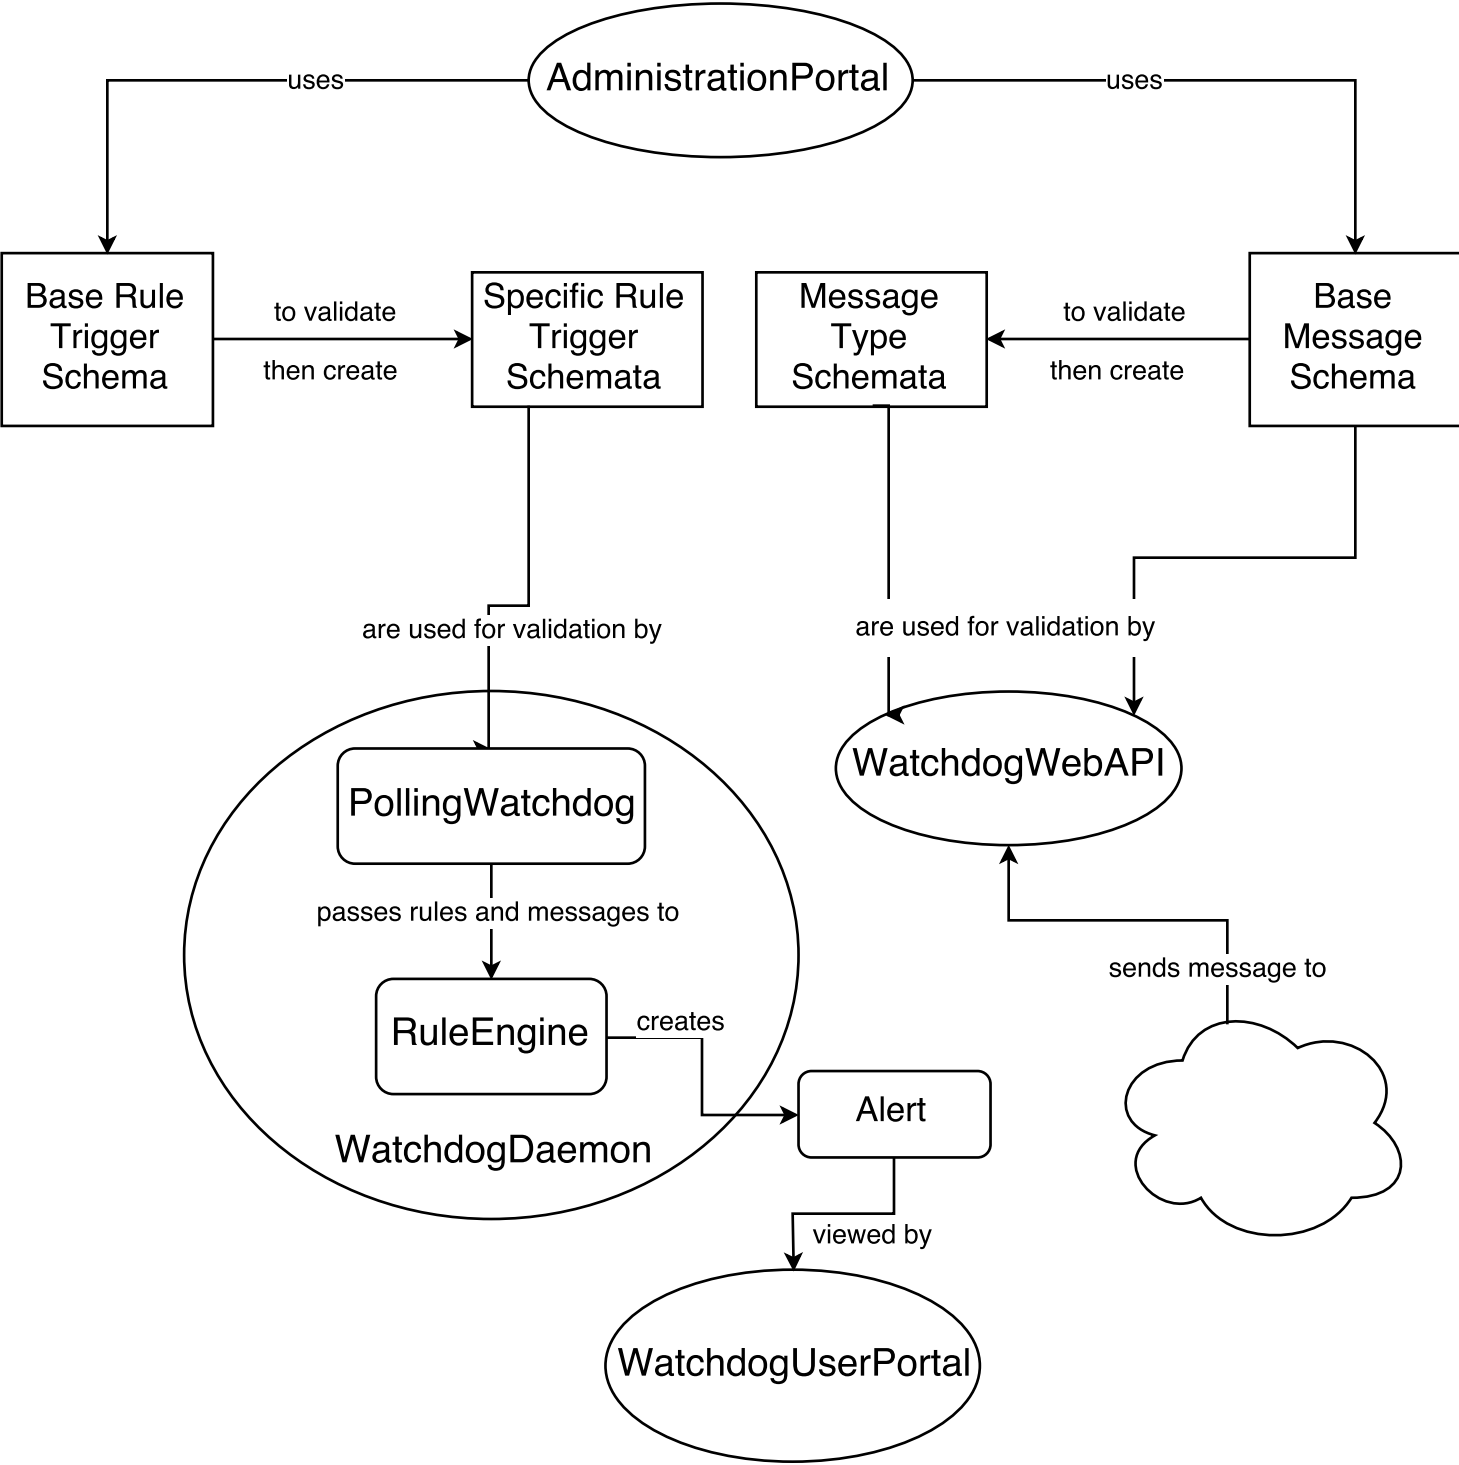 AdministrationPortal
uses
uses
Base Rule
Trigger
Schema
to validate
then create
Specific Rule
Trigger
Schemata
Message
Type
Schemata
to validate
then create
Base
Message
Schema
are used for validation by
are used for validation by
PollingWatchdog
WatchdogWebAPI
passes rules and messages to
sends message to
RuleEngine
creates
Alert
WatchdogDaemon
viewed by
WatchdogUserPortal